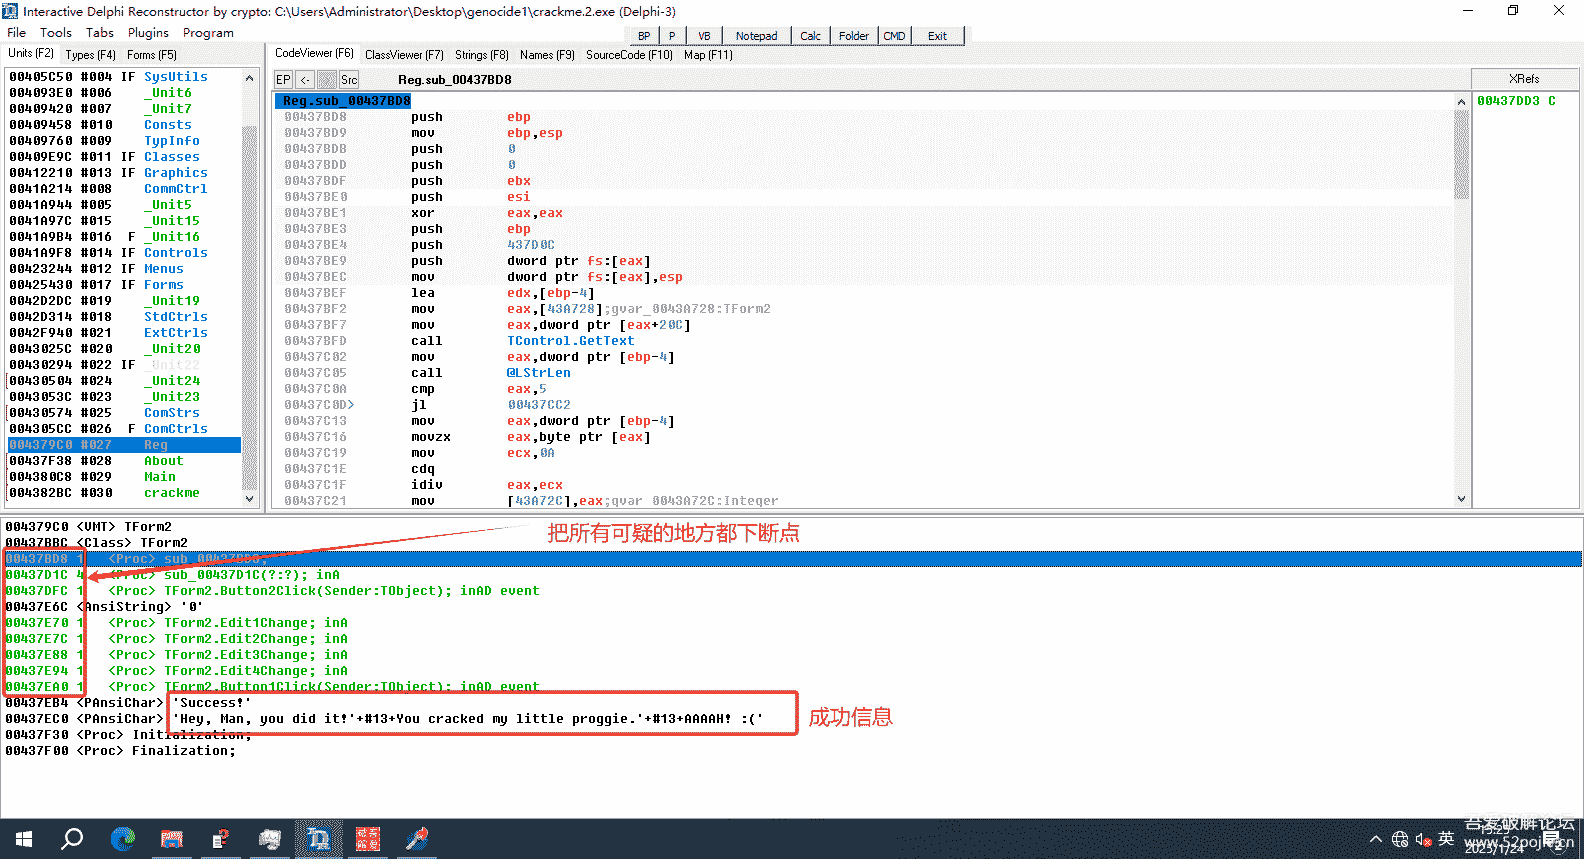 Interactive Delphi Reconstructor by crypto: C:\Users\Administrator\Desktop\genocide1\crackme.2.exe (Delphi-3)
File Tools Tabs Plugins Program
BP P VB Notepad Calc Folder CMD Exit
Units (F2) Types (F4) Forms (F5)
CodeViewer (F6) ClassViewer (F7) Strings (F8) Names (F9) SourceCode (F10) Map (F11)
EP <- Src Reg.sub_00437BD8
XRefs
00437DD3 C
00405C50 #004 IF SysUtils
004093E0 #006 _Unit6
00409420 #007 _Unit7
00409458 #010 Consts
00409760 #009 TypInfo
00409E9C #011 IF Classes
00412210 #013 IF Graphics
0041A214 #008 CommCtrl
0041A944 #005 _Unit5
0041A97C #015 _Unit15
0041A9B4 #016 F _Unit16
0041A9F8 #014 IF Controls
00423244 #012 IF Menus
00425430 #017 IF Forms
0042D2DC #019 _Unit19
0042D314 #018 StdCtrls
0042F940 #021 ExtCtrls
0043025C #020 _Unit20
00430294 #022 IF _Unit22
00430504 #024 _Unit24
0043053C #023 _Unit23
00430574 #025 ComStrs
004305CC #026 F ComCtrls
004379C0 #027 Reg
00437F38 #028 About
004380C8 #029 Main
004382BC #030 crackme
Reg.sub_00437BD8
00437BD8 push ebp
00437BD9 mov ebp,esp
00437BDB push 0
00437BDD push 0
00437BDF push ebx
00437BE0 push esi
00437BE1 xor eax,eax
00437BE3 push ebp
00437BE4 push 437D0C
00437BE9 push dword ptr fs:[eax]
00437BEC mov dword ptr fs:[eax],esp
00437BEF lea edx,[ebp-4]
00437BF2 mov eax,[43A728];gvar_0043A728:TForm2
00437BF7 mov eax,dword ptr [eax+20C]
00437BFD call TControl.GetText
00437C02 mov eax,dword ptr [ebp-4]
00437C05 call @LStrLen
00437C0A cmp eax,5
00437C0D> jl 00437CC2
00437C13 mov eax,dword ptr [ebp-4]
00437C16 movzx eax,byte ptr [eax]
00437C19 mov ecx,0A
00437C1E cdq
00437C1F idiv eax,ecx
00437C21 mov [43A72C],eax;gvar_0043A72C:Integer
004379C0 <VMT> TForm2
00437BBC <Class> TForm2
00437BD8 1 <Proc> sub_00437BD8;
00437D1C 4 <Proc> sub_00437D1C(?:?); inA
00437DFC 1 <Proc> TForm2.Button2Click(Sender:TObject); inAD event
00437E6C <AnsiString> '0'
00437E70 1 <Proc> TForm2.Edit1Change; inA
00437E7C 1 <Proc> TForm2.Edit2Change; inA
00437E88 1 <Proc> TForm2.Edit3Change; inA
00437E94 1 <Proc> TForm2.Edit4Change; inA
00437EA0 1 <Proc> TForm2.Button1Click(Sender:TObject); inAD event
00437EB4 <PAnsiChar> 'Success!'
00437EC0 <PAnsiChar> 'Hey, Man, you did it!'+#13+You cracked my little proggie.'+#13+AAAAH! :('
00437F30 <Proc> Initialization;
00437F00 <Proc> Finalization;
把所有可疑的地方都下断点
成功信息
英
吾爱破解论坛
www.52pojie.cn
2023/1/24